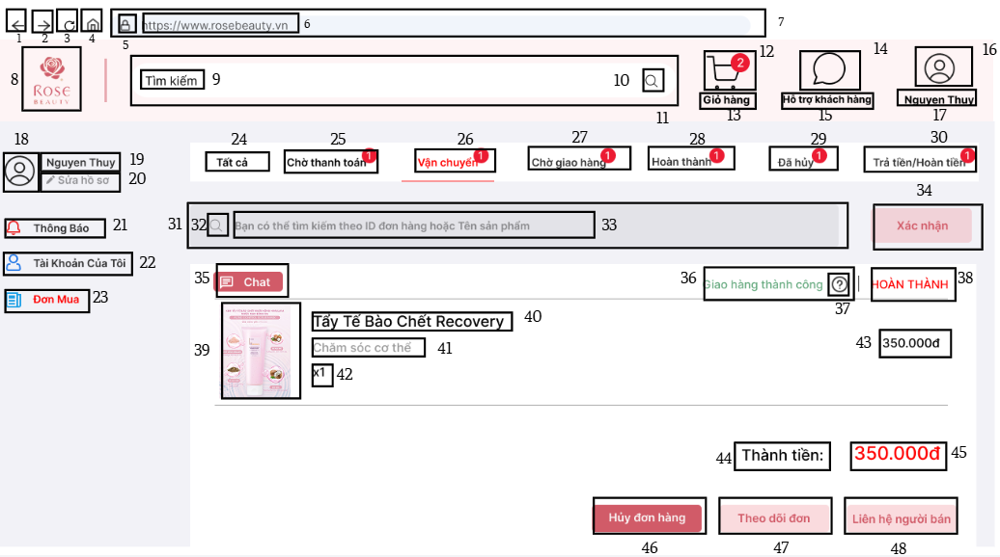 https://www.rosebeauty.vn 6 7
1 2 3 4 5
8 ROSE BEAUTY Tìm kiếm 9 10 11
2 12 14 16
Giỏ hàng Hỗ trợ khách hàng Nguyen Thuy
13 15 17
18 24 25 26 27 28 29 30
Nguyen Thuy 19
Sửa hồ sơ 20
Tất cả Chờ thanh toán 1 Vận chuyển 1 Chờ giao hàng 1 Hoàn thành 1 Đã hủy 1 Trả tiền/Hoàn tiền 1
34
Thông Báo 21
31 32 Bạn có thể tìm kiếm theo ID đơn hàng hoặc Tên sản phẩm 33 Xác nhận
Tài Khoản Của Tôi 22
Đơn Mua 23
35 Chat 36 Giao hàng thành công ? | HOÀN THÀNH 38
37
39 Tẩy Tế Bào Chết Recovery 40
Chăm sóc cơ thể 41
x1 42
43 350.000đ
44 Thành tiền: 350.000đ 45
Hủy đơn hàng Theo dõi đơn Liên hệ người bán
46 47 48